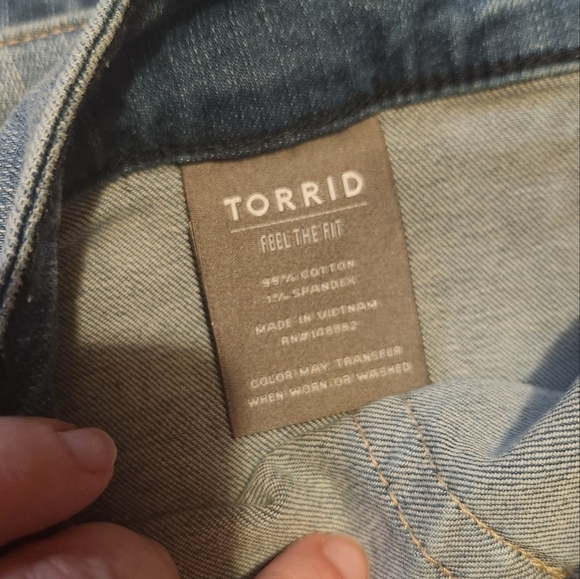 TORRID
FEEL THE FIT
99% COTTON
1% SPANDEX
MADE IN VIETNAM
RN#148882
COLOR MAY TRANSFER
WHEN WORN OR WASHED